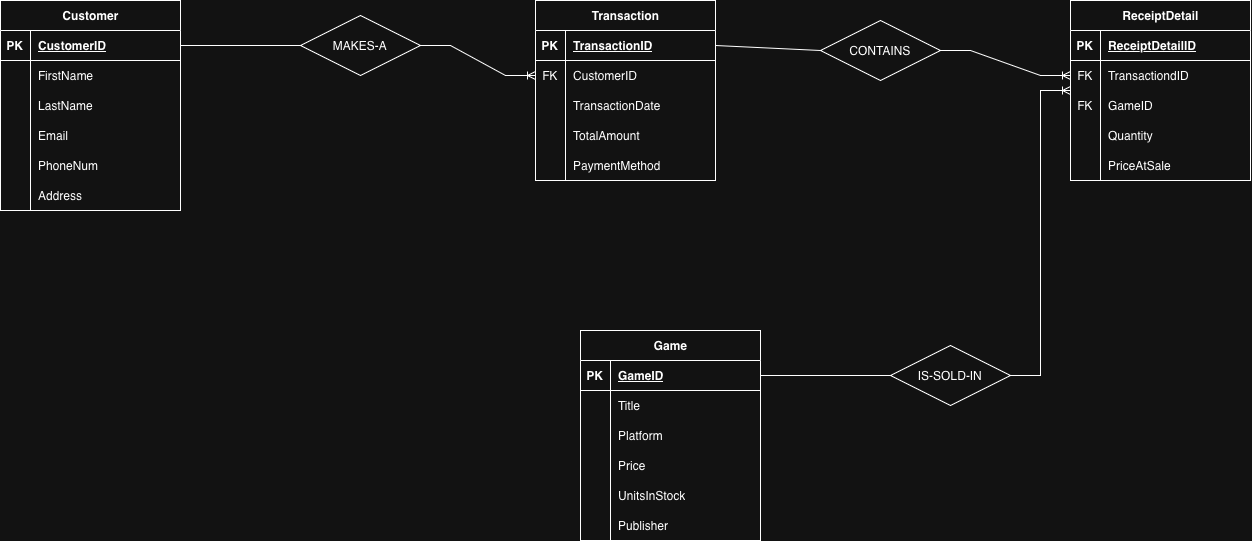 Customer
PK CustomerID
FirstName
LastName
Email
PhoneNum
Address
MAKES-A
Transaction
PK TransactionID
FK CustomerID
TransactionDate
TotalAmount
PaymentMethod
CONTAINS
ReceiptDetail
PK ReceiptDetailID
FK TransactiondID
FK GameID
Quantity
PriceAtSale
Game
PK GameID
Title
Platform
Price
UnitsInStock
Publisher
IS-SOLD-IN